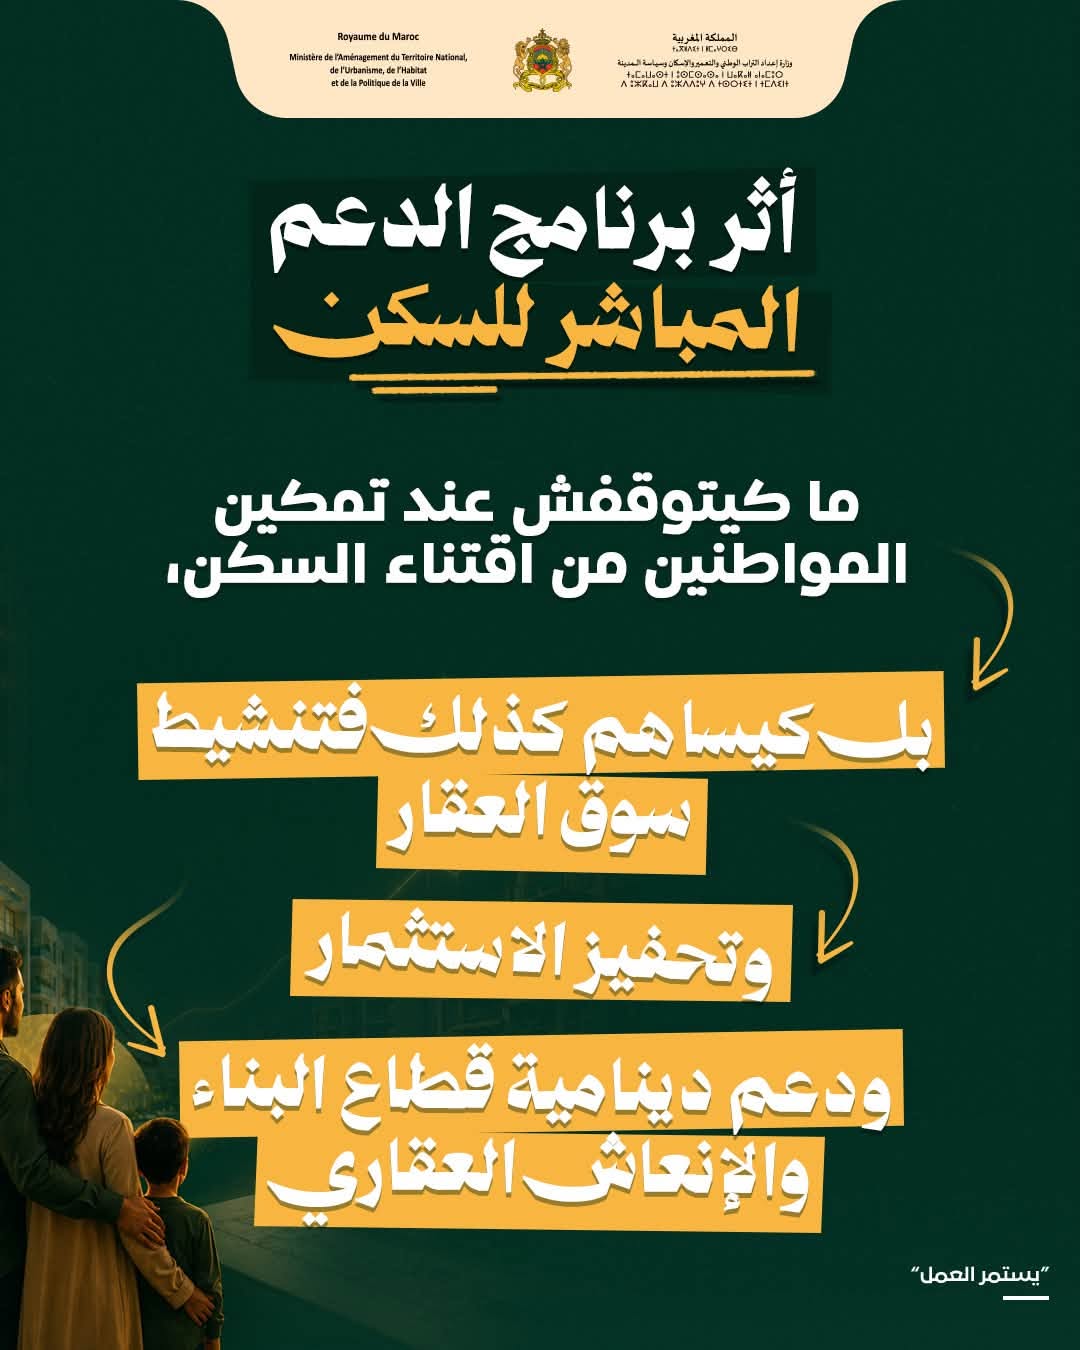 Royaume du Maroc
Ministère de l'Aménagement du Territoire National,
de l'Urbanisme, de l'Habitat
et de la Politique de la Ville
المملكة المغربية
ⵜⴰⴳⵍⴷⵉⵜ ⵏ ⵍⵎⵖⵔⵉⴱ
وزارة إعداد التراب الوطني والتعمير والإسكان وسياسة المدينة
أثر برنامج الدعم
المباشر للسكن
ما كيتوقفش عند تمكين
المواطنين من اقتناء السكن،
بل كيساهم كذلك فتنشيط
سوق العقار
وتحفيز الاستثمار
ودعم دينامية قطاع البناء
والإنعاش العقاري
"يستمر العمل"